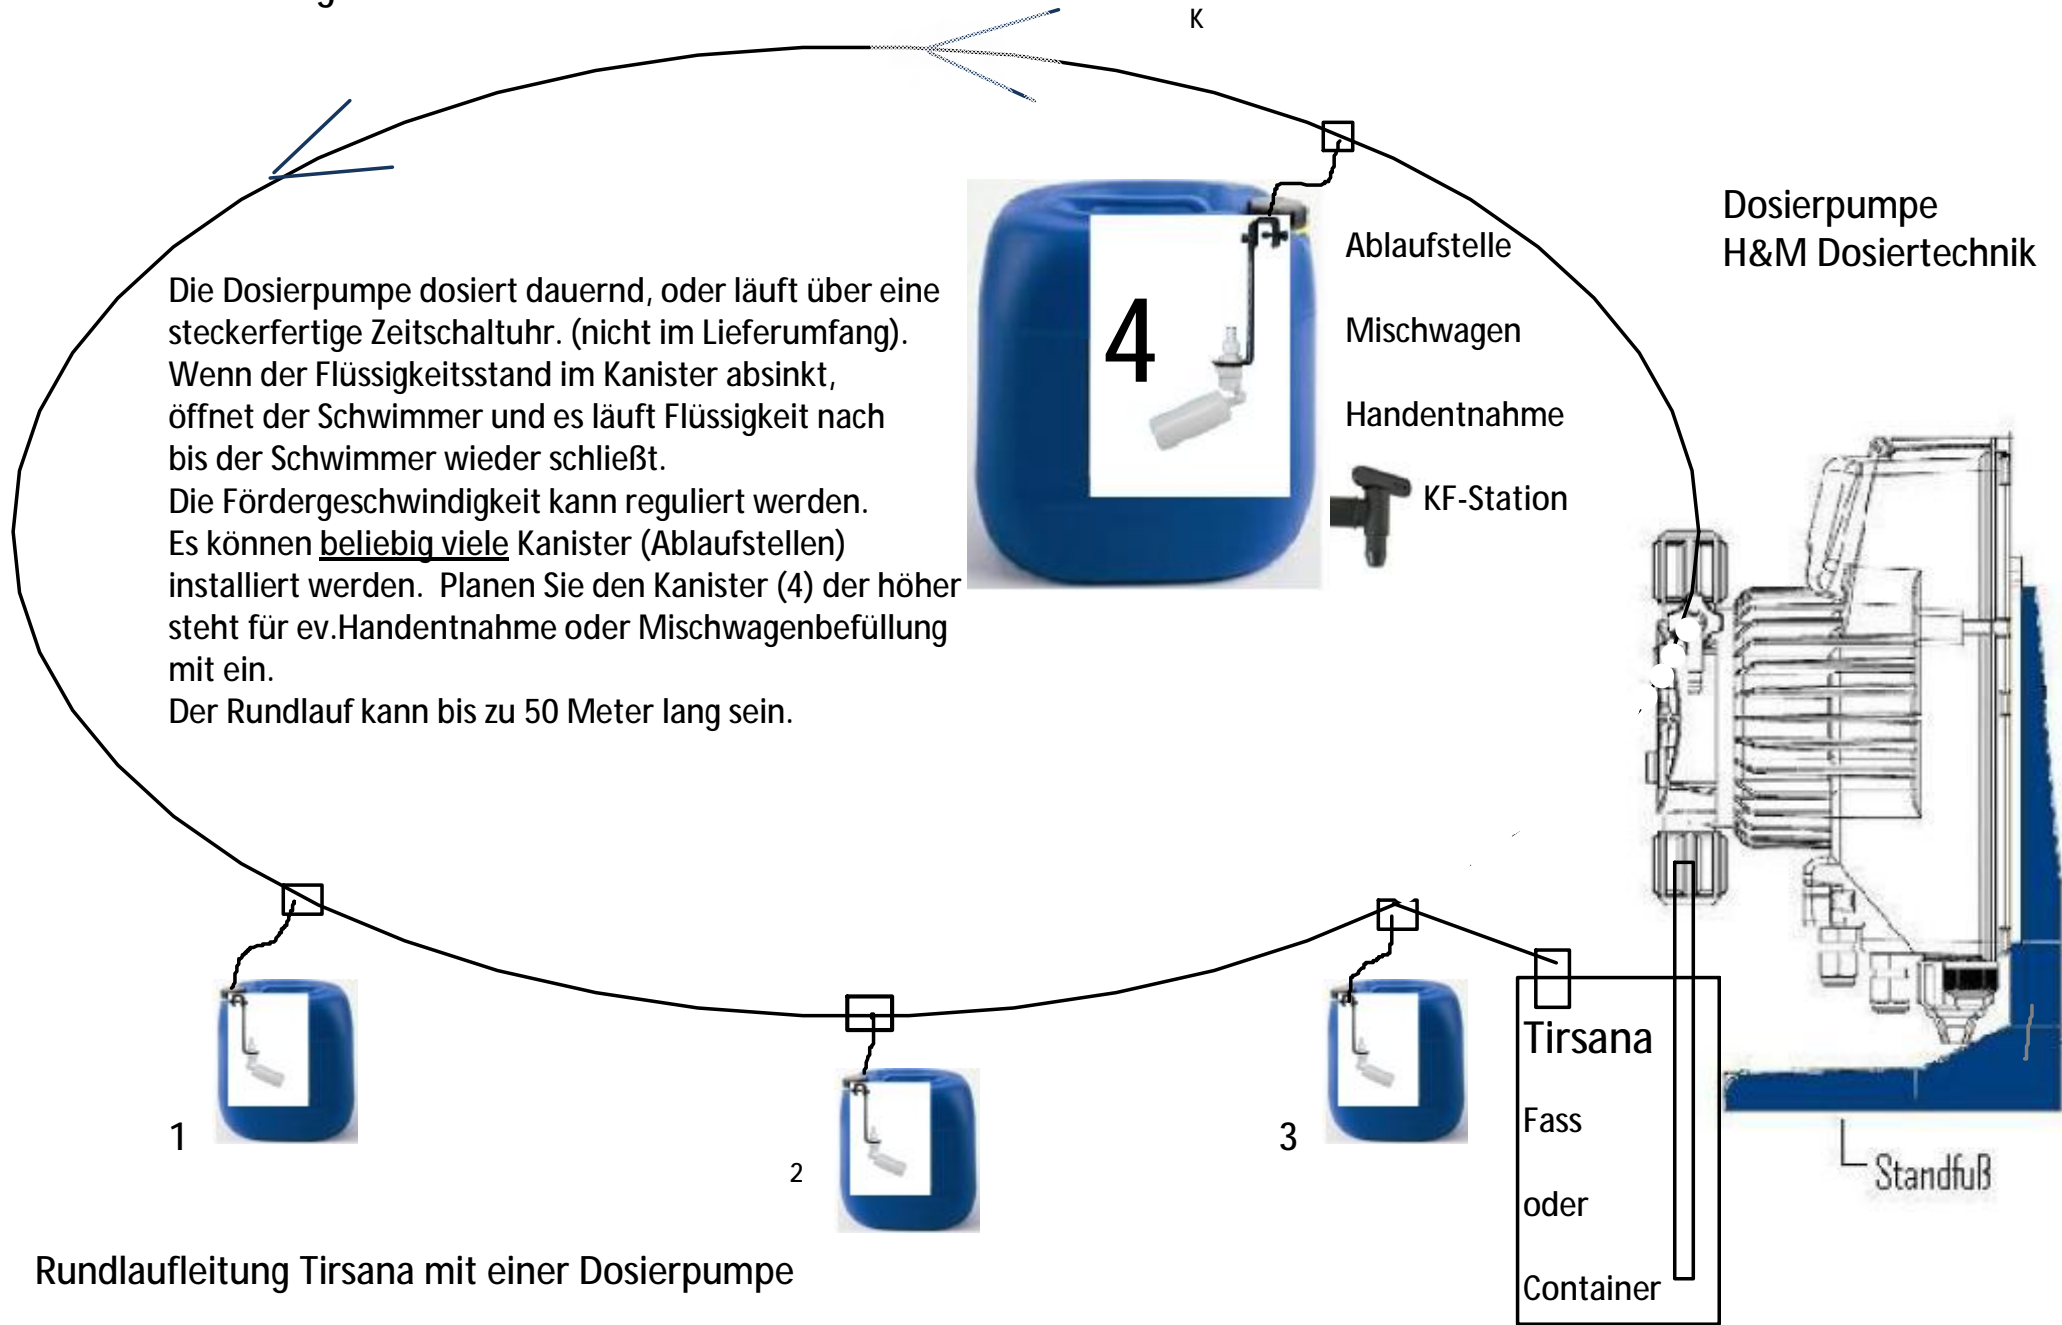 K
Dosierpumpe
H&M Dosiertechnik
Die Dosierpumpe dosiert dauernd, oder läuft über eine
steckerfertige Zeitschaltuhr. (nicht im Lieferumfang).
Wenn der Flüssigkeitsstand im Kanister absinkt,
öffnet der Schwimmer und es läuft Flüssigkeit nach
bis der Schwimmer wieder schließt.
Die Fördergeschwindigkeit kann reguliert werden.
Es können beliebig viele Kanister (Ablaufstellen)
installiert werden. Planen Sie den Kanister (4) der höher
steht für ev.Handentnahme oder Mischwagenbefüllung
mit ein.
Der Rundlauf kann bis zu 50 Meter lang sein.
4
Ablaufstelle
Mischwagen
Handentnahme
KF-Station
1
2
3
Tirsana
Fass
oder
Container
Standfuß
Rundlaufleitung Tirsana mit einer Dosierpumpe